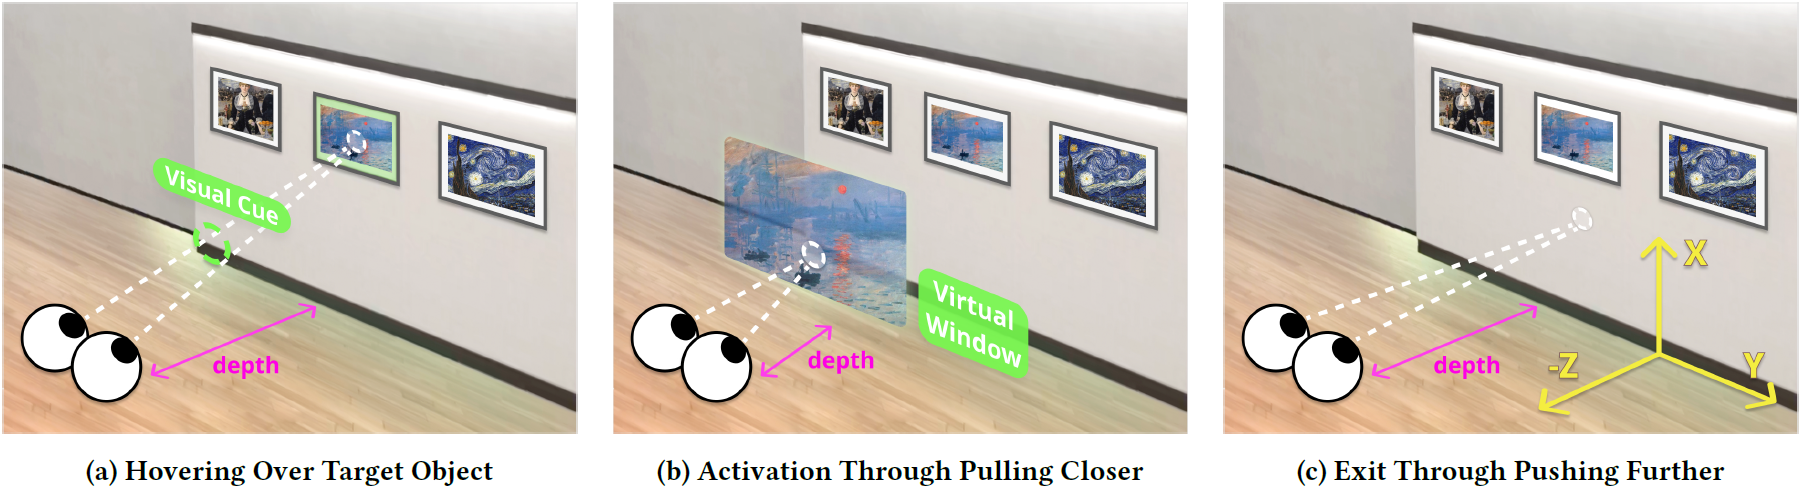 Visual Cue
depth
Virtual
Window
depth
X
-Z
Y
depth
(a) Hovering Over Target Object
(b) Activation Through Pulling Closer
(c) Exit Through Pushing Further